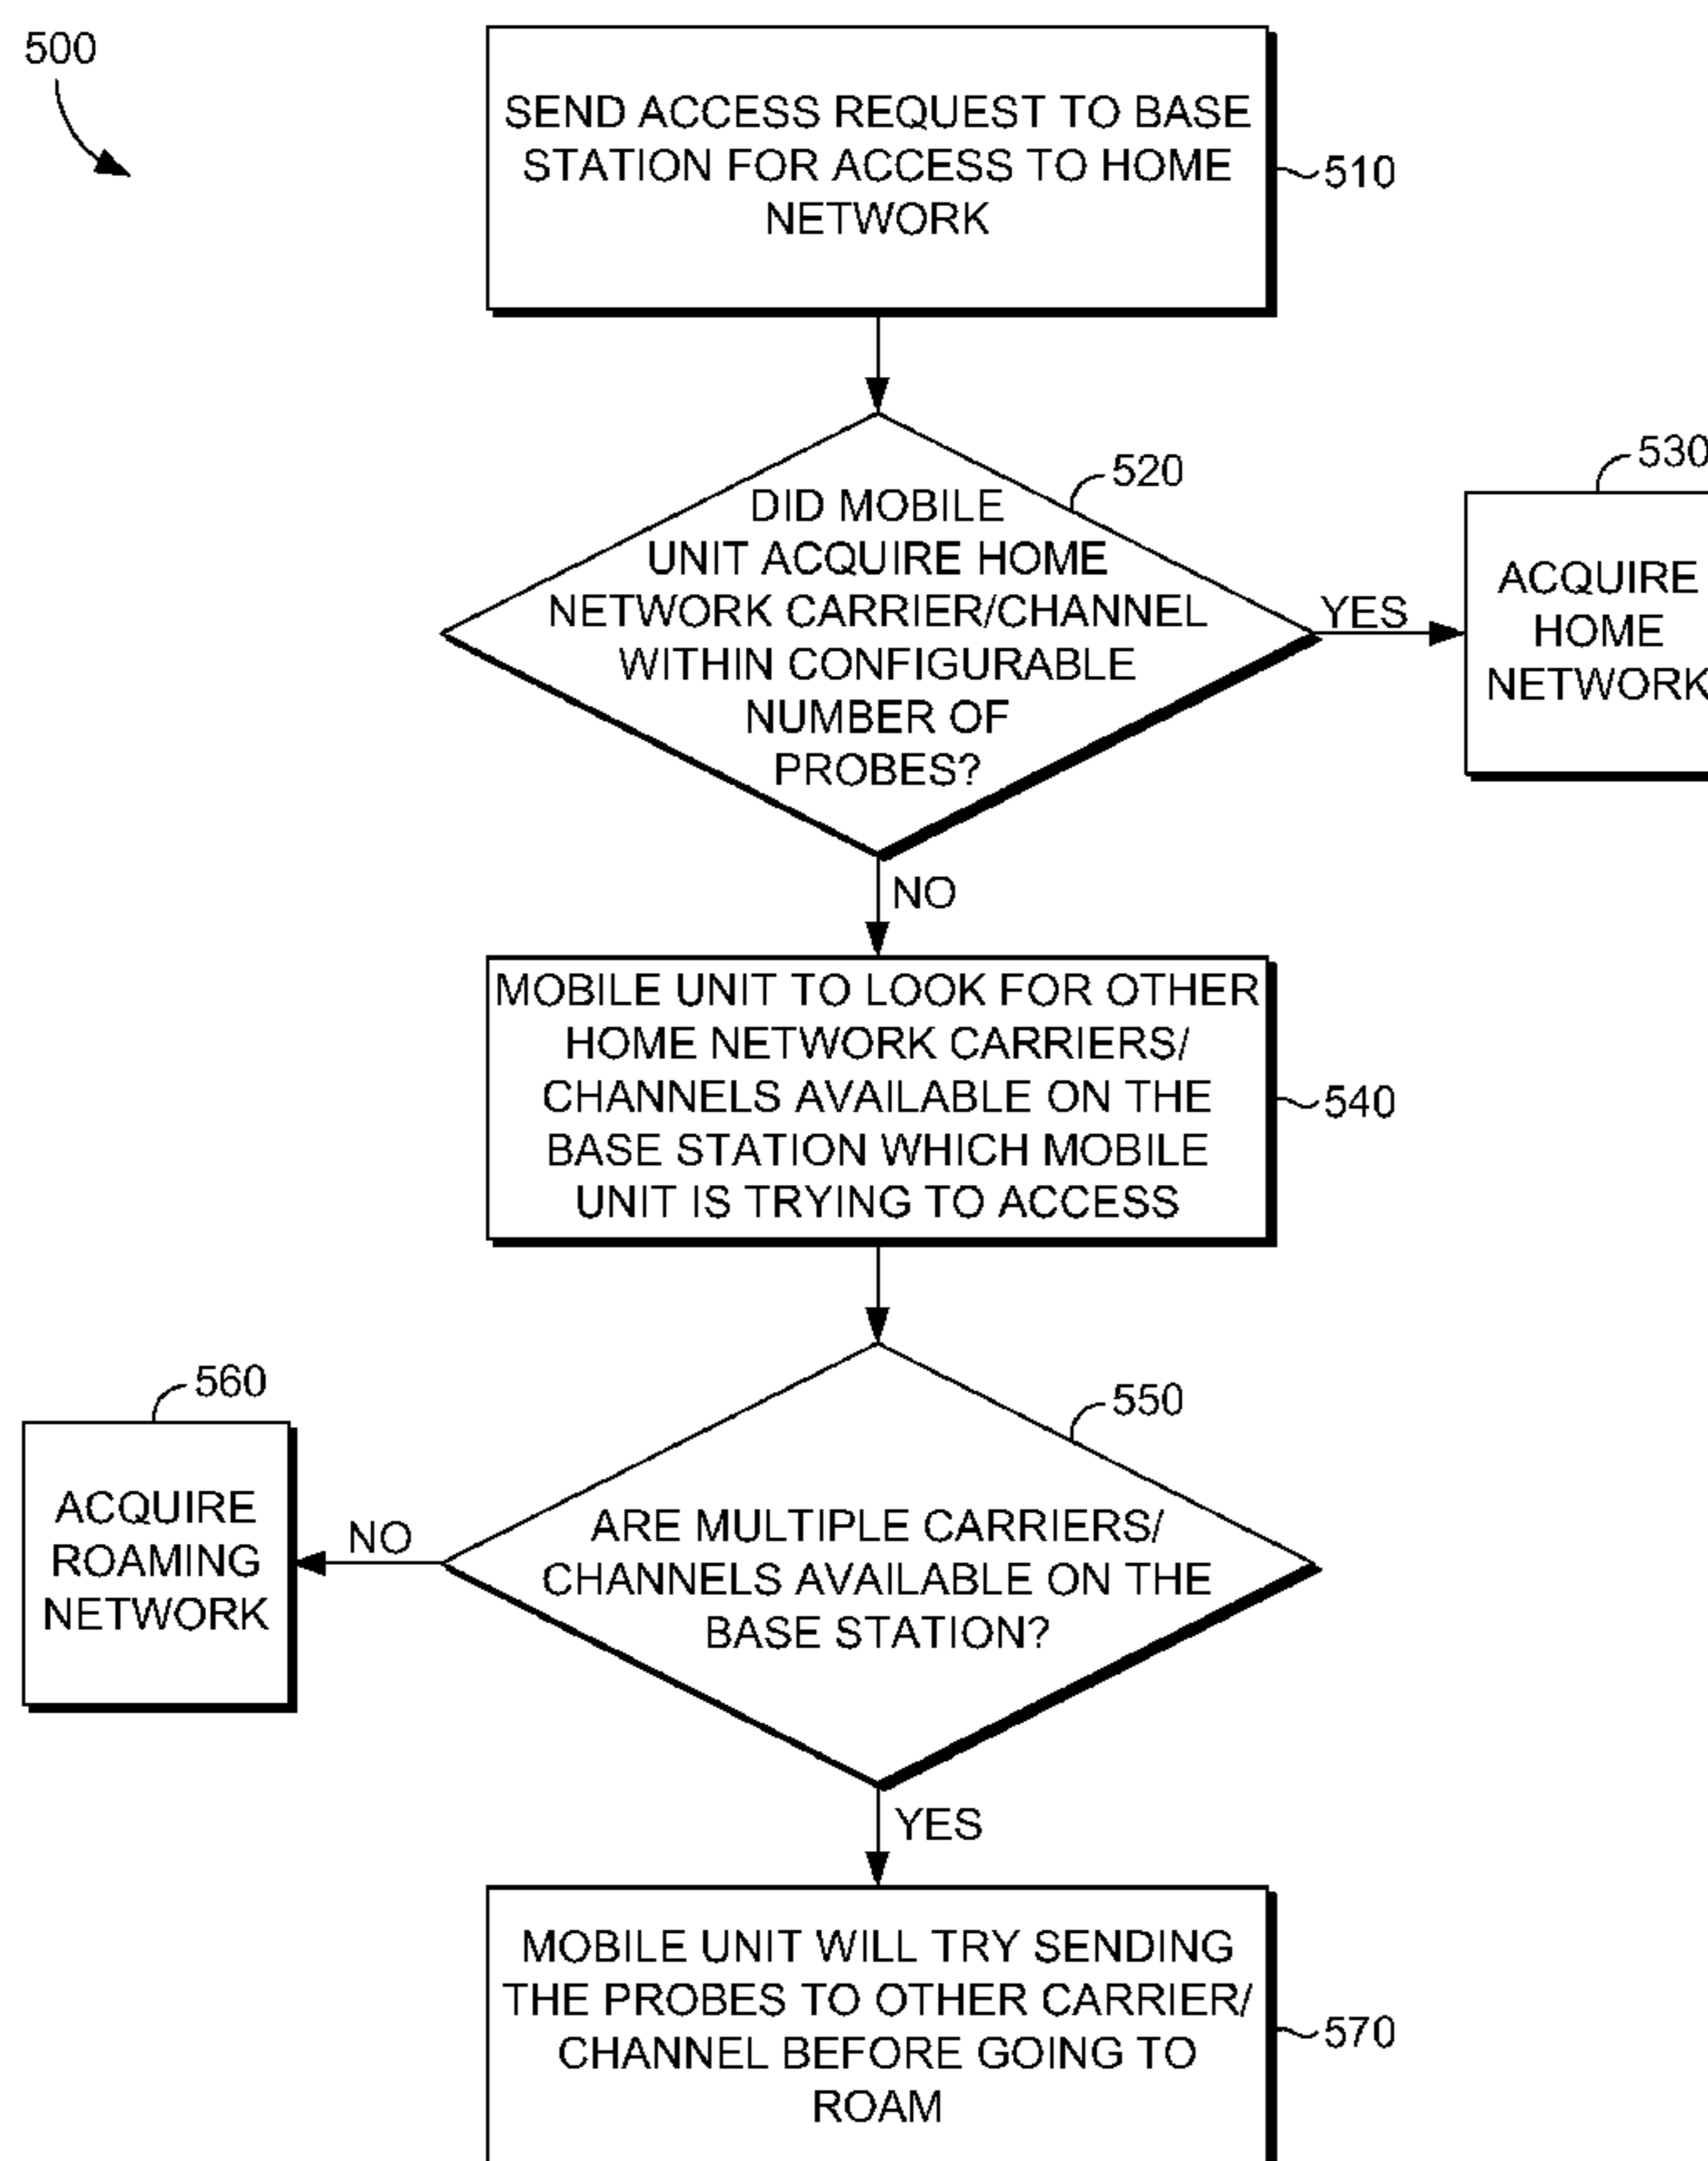 500
SEND ACCESS REQUEST TO BASE
STATION FOR ACCESS TO HOME
NETWORK
510
520
DID MOBILE
UNIT ACQUIRE HOME
NETWORK CARRIER/CHANNEL
WITHIN CONFIGURABLE
NUMBER OF
PROBES?
YES
530
ACQUIRE
HOME
NETWORK
NO
MOBILE UNIT TO LOOK FOR OTHER
HOME NETWORK CARRIERS/
CHANNELS AVAILABLE ON THE
BASE STATION WHICH MOBILE
UNIT IS TRYING TO ACCESS
540
550
ARE MULTIPLE CARRIERS/
CHANNELS AVAILABLE ON THE
BASE STATION?
NO
560
ACQUIRE
ROAMING
NETWORK
YES
MOBILE UNIT WILL TRY SENDING
THE PROBES TO OTHER CARRIER/
CHANNEL BEFORE GOING TO
ROAM
570